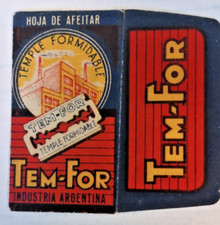 HOJA DE AFEITAR
TEMPLE FORMIDABLE
TEM-FOR
TEMPLE FORMIDABLE
TEM-FOR
INDUSTRIA ARGENTINA
TEM-FOR